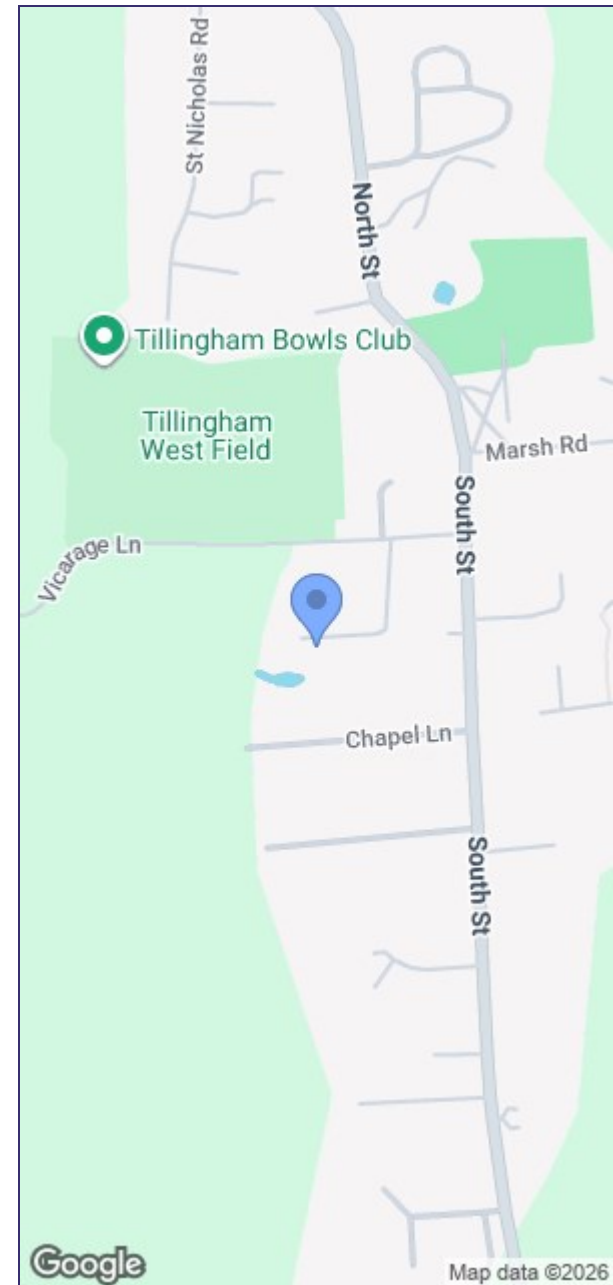 St Nicholas Rd
North St
Tillingham Bowls Club
Tillingham
West Field
Marsh Rd
South St
Vicarage Ln
Chapel Ln
South St
Google
Map data ©2026